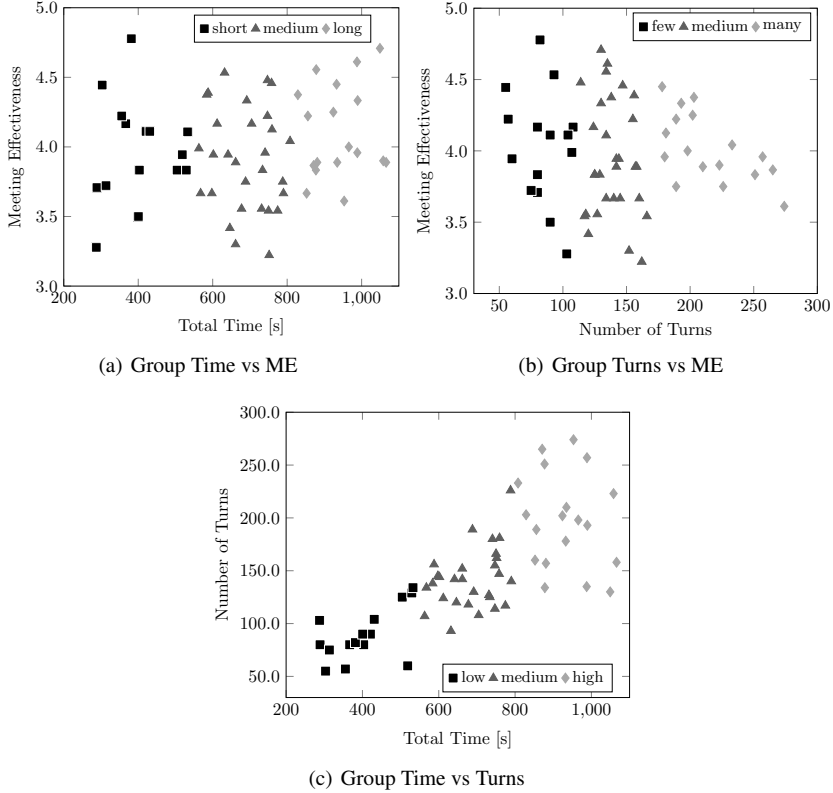 5.0
short medium long
4.5
4.0
3.5
3.0
Meeting Effectiveness
200 400 600 800 1,000
Total Time [s]
(a) Group Time vs ME
5.0
few medium many
4.5
4.0
3.5
3.0
Meeting Effectiveness
50 100 150 200 250 300
Number of Turns
(b) Group Turns vs ME
300.0
250.0
200.0
150.0
100.0
50.0
Number of Turns
low medium high
200 400 600 800 1,000
Total Time [s]
(c) Group Time vs Turns